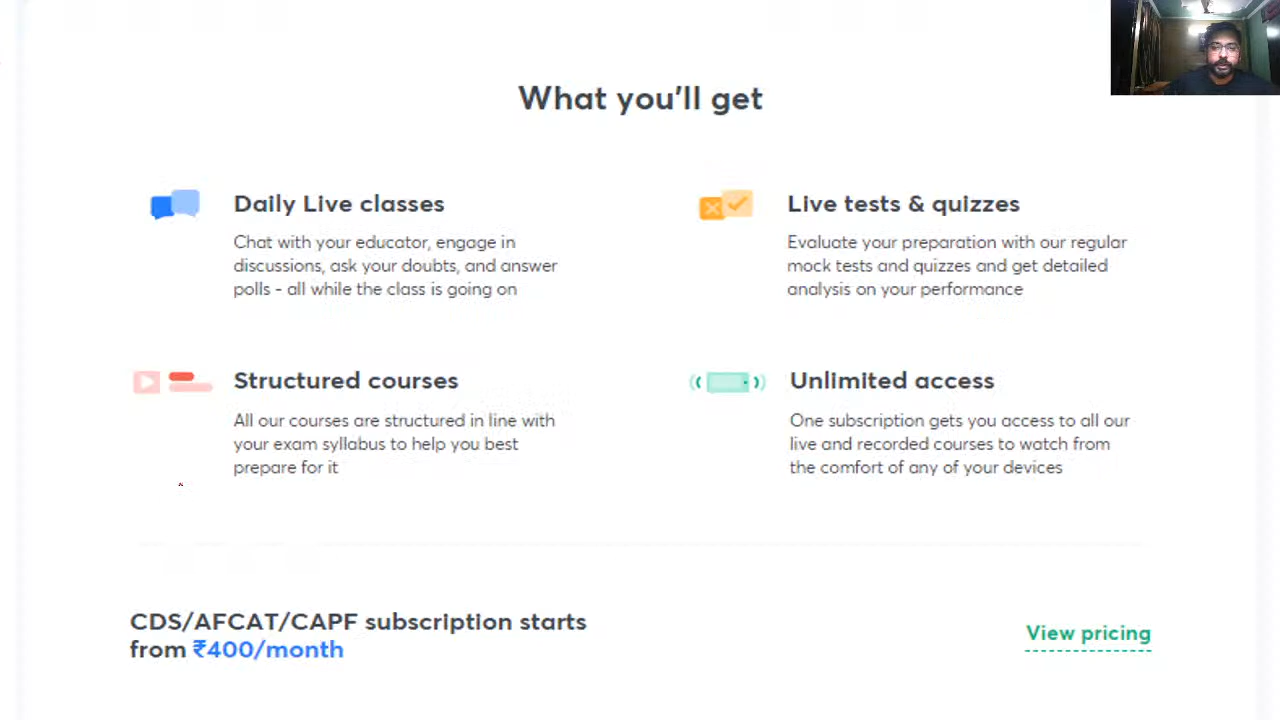 What you'll get
Daily Live classes
Chat with your educator, engage in
discussions, ask your doubts, and answer
polls - all while the class is going on
Live tests & quizzes
Evaluate your preparation with our regular
mock tests and quizzes and get detailed
analysis on your performance
Structured courses
All our courses are structured in line with
your exam syllabus to help you best
prepare for it
Unlimited access
One subscription gets you access to all our
live and recorded courses to watch from
the comfort of any of your devices
CDS/AFCAT/CAPF subscription starts
from ₹400/month
View pricing